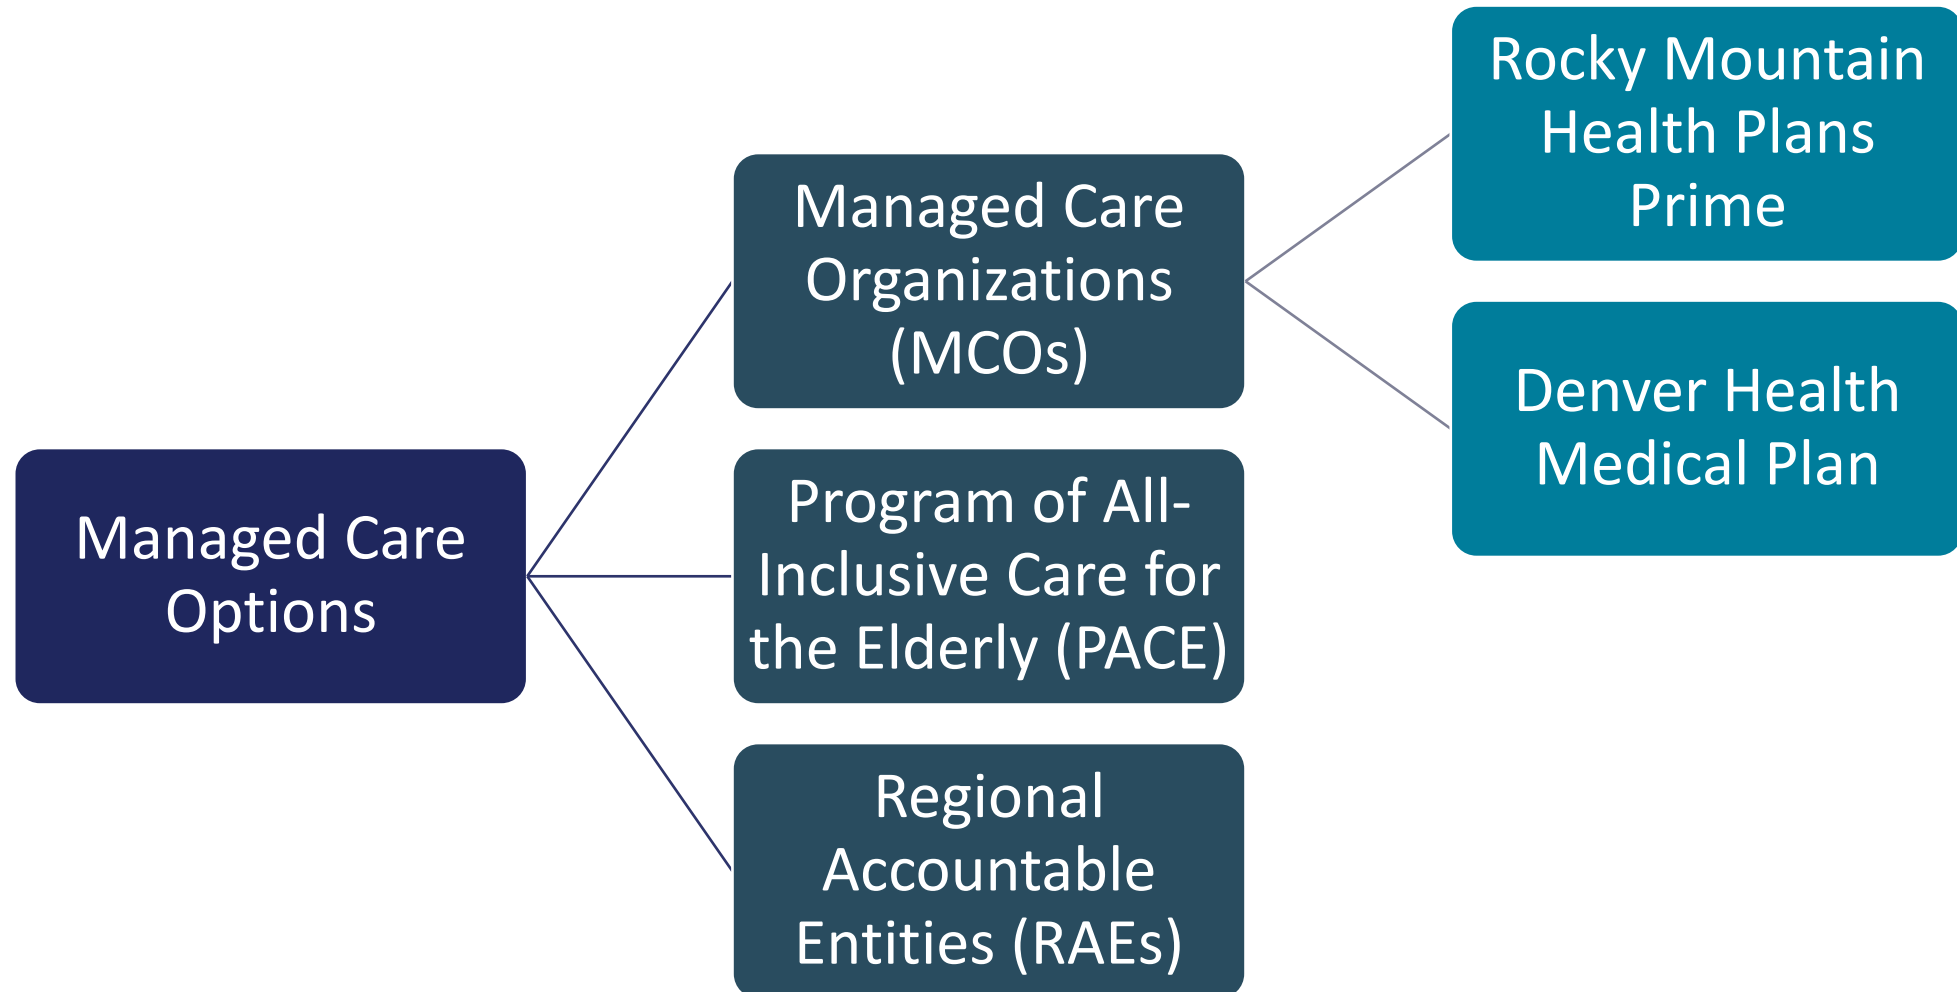 Managed Care
Options
Managed Care
Organizations
(MCOs)
Program of All-
Inclusive Care for
the Elderly (PACE)
Regional
Accountable
Entities (RAEs)
Rocky Mountain
Health Plans
Prime
Denver Health
Medical Plan